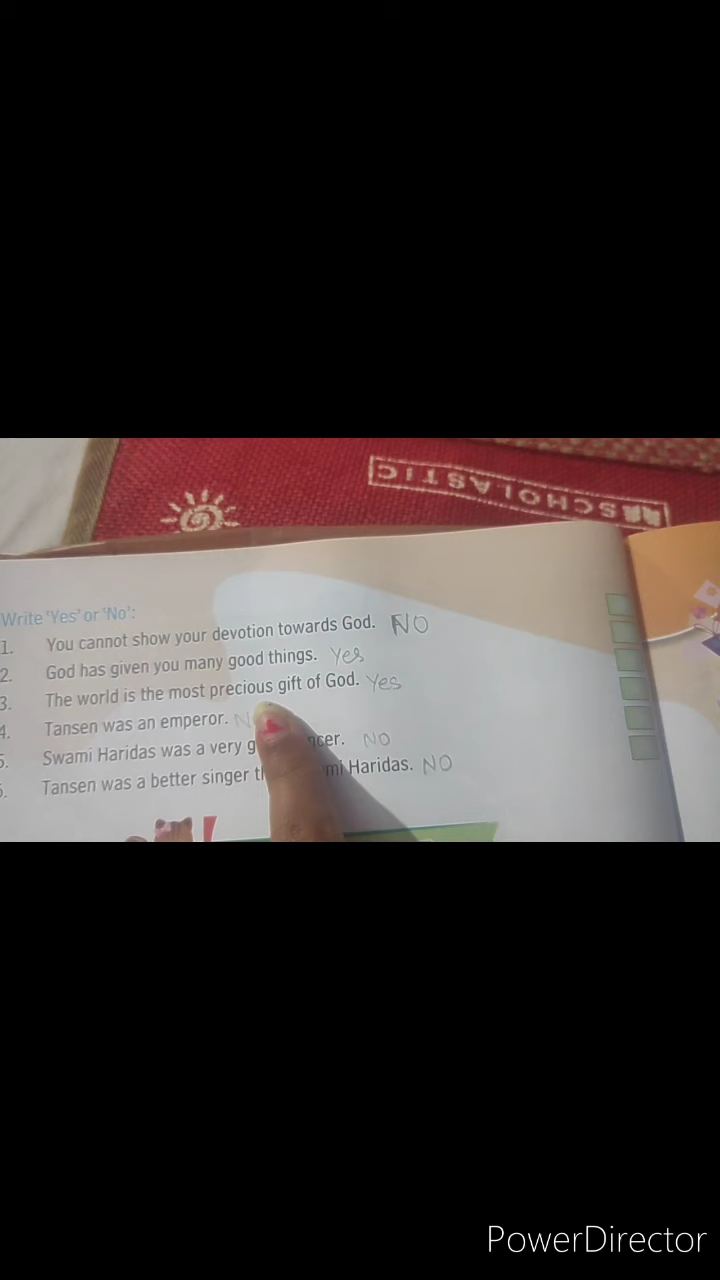 SCHOLASTIC
Write 'Yes' or 'No':
1. You cannot show your devotion towards God. NO
2. God has given you many good things. Yes
3. The world is the most precious gift of God. Yes
4. Tansen was an emperor.
5. Swami Haridas was a very NO
Tansen was a better singer Haridas. NO
PowerDirector